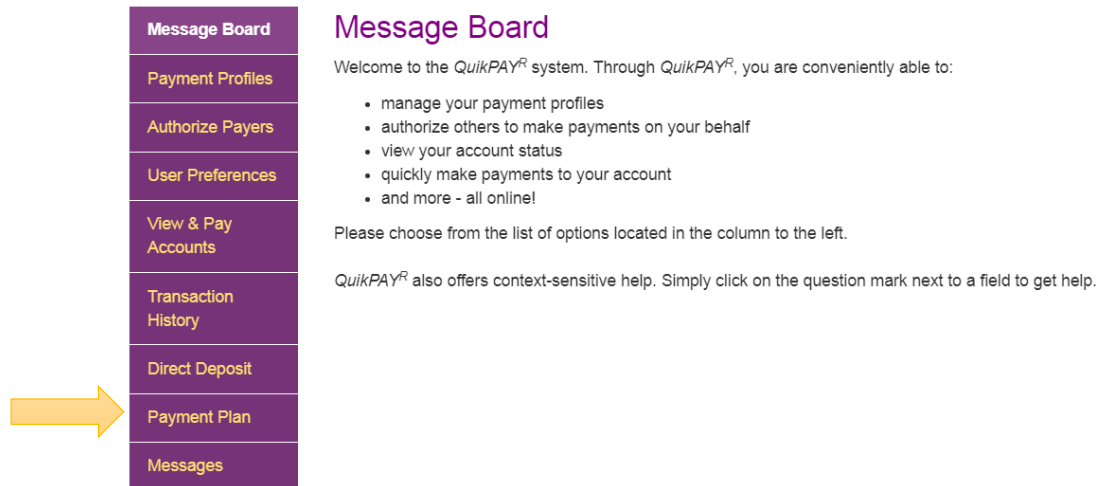 Message Board
Payment Profiles
Authorize Payers
User Preferences
View & Pay
Accounts
Transaction
History
Direct Deposit
Payment Plan
Messages
Message Board
Welcome to the QuikPAYR system. Through QuikPAYR, you are conveniently able to:
• manage your payment profiles
• authorize others to make payments on your behalf
• view your account status
• quickly make payments to your account
• and more - all online!
Please choose from the list of options located in the column to the left.
QuikPAYR also offers context-sensitive help. Simply click on the question mark next to a field to get help.